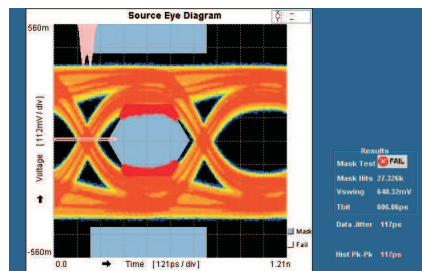 Source Eye Diagram
X: --
Y: --
560m
Voltage [112mV / div]
-560m
0.0
Time [121ps / div]
1.21n
Mask
Fail
Results
Mask Test FAIL
Mask Hits 27.326k
Vswing 640.32mV
Tbit 606.06ps
Data Jitter 117ps
Hist Pk-Pk 117ps